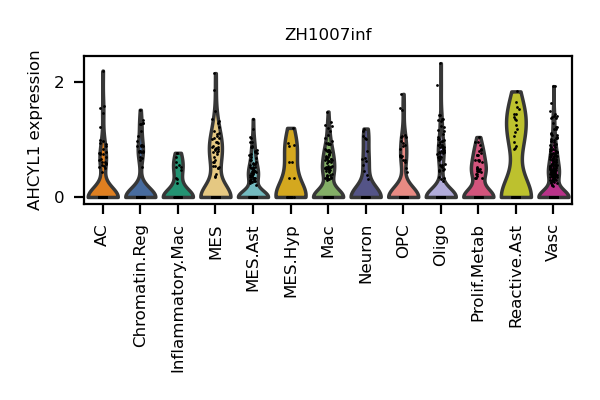 ZH1007inf
AHCYL1 expression
2
0
AC
Chromatin.Reg
Inflammatory.Mac
MES
MES.Ast
MES.Hyp
Mac
Neuron
OPC
Oligo
Prolif.Metab
Reactive.Ast
Vasc